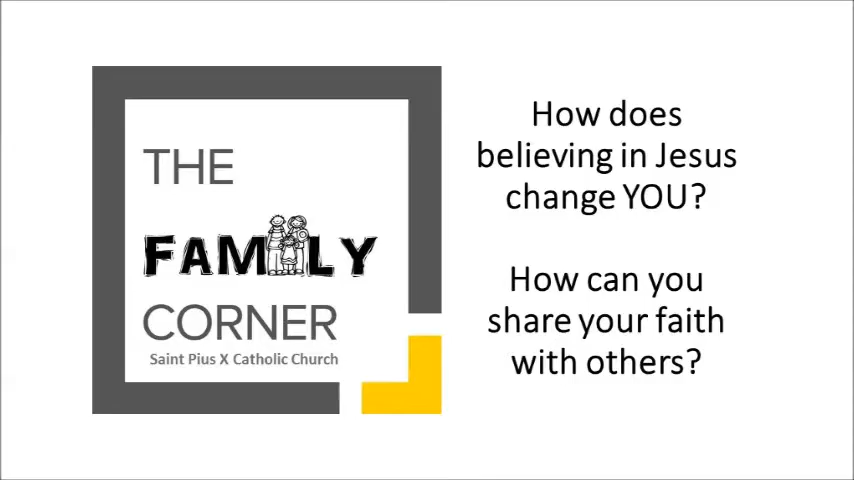 THE
FAMILY
CORNER
Saint Pius X Catholic Church
How does
believing in Jesus
change YOU?
How can you
share your faith
with others?